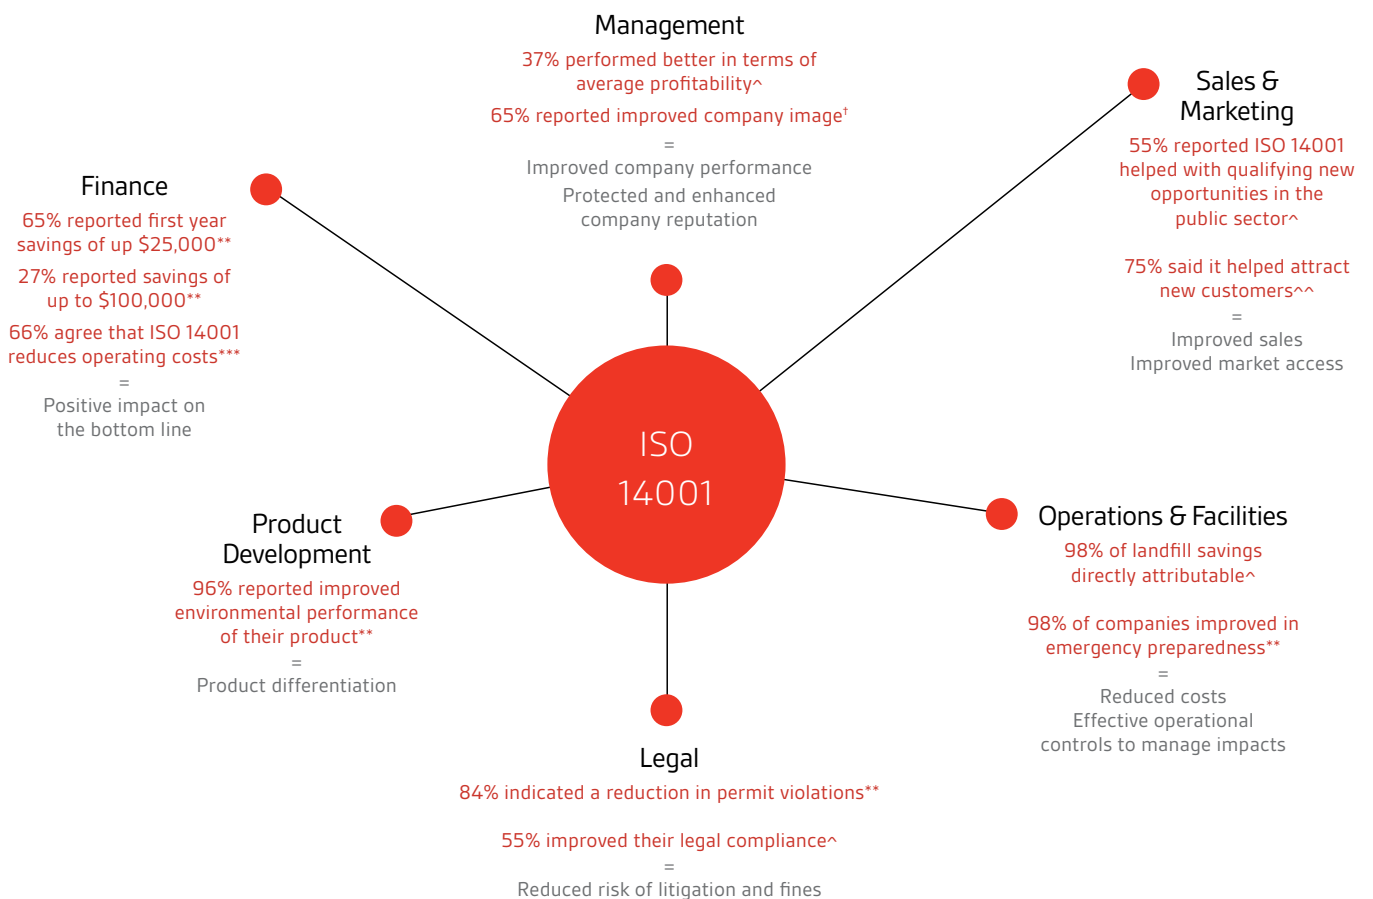 Management
37% performed better in terms of
average profitability^
65% reported improved company image†
=
Improved company performance
Protected and enhanced
company reputation
Sales &
Marketing
55% reported ISO 14001
helped with qualifying new
opportunities in the
public sector^
75% said it helped attract
new customers^^
=
Improved sales
Improved market access
Finance
65% reported first year
savings of up $25,000**
27% reported savings of
up to $100,000**
66% agree that ISO 14001
reduces operating costs***
=
Positive impact on
the bottom line
ISO
14001
Product
Development
96% reported improved
environmental performance
of their product**
=
Product differentiation
Operations & Facilities
98% of landfill savings
directly attributable^
98% of companies improved in
emergency preparedness**
=
Reduced costs
Effective operational
controls to manage impacts
Legal
84% indicated a reduction in permit violations**
55% improved their legal compliance^
=
Reduced risk of litigation and fines